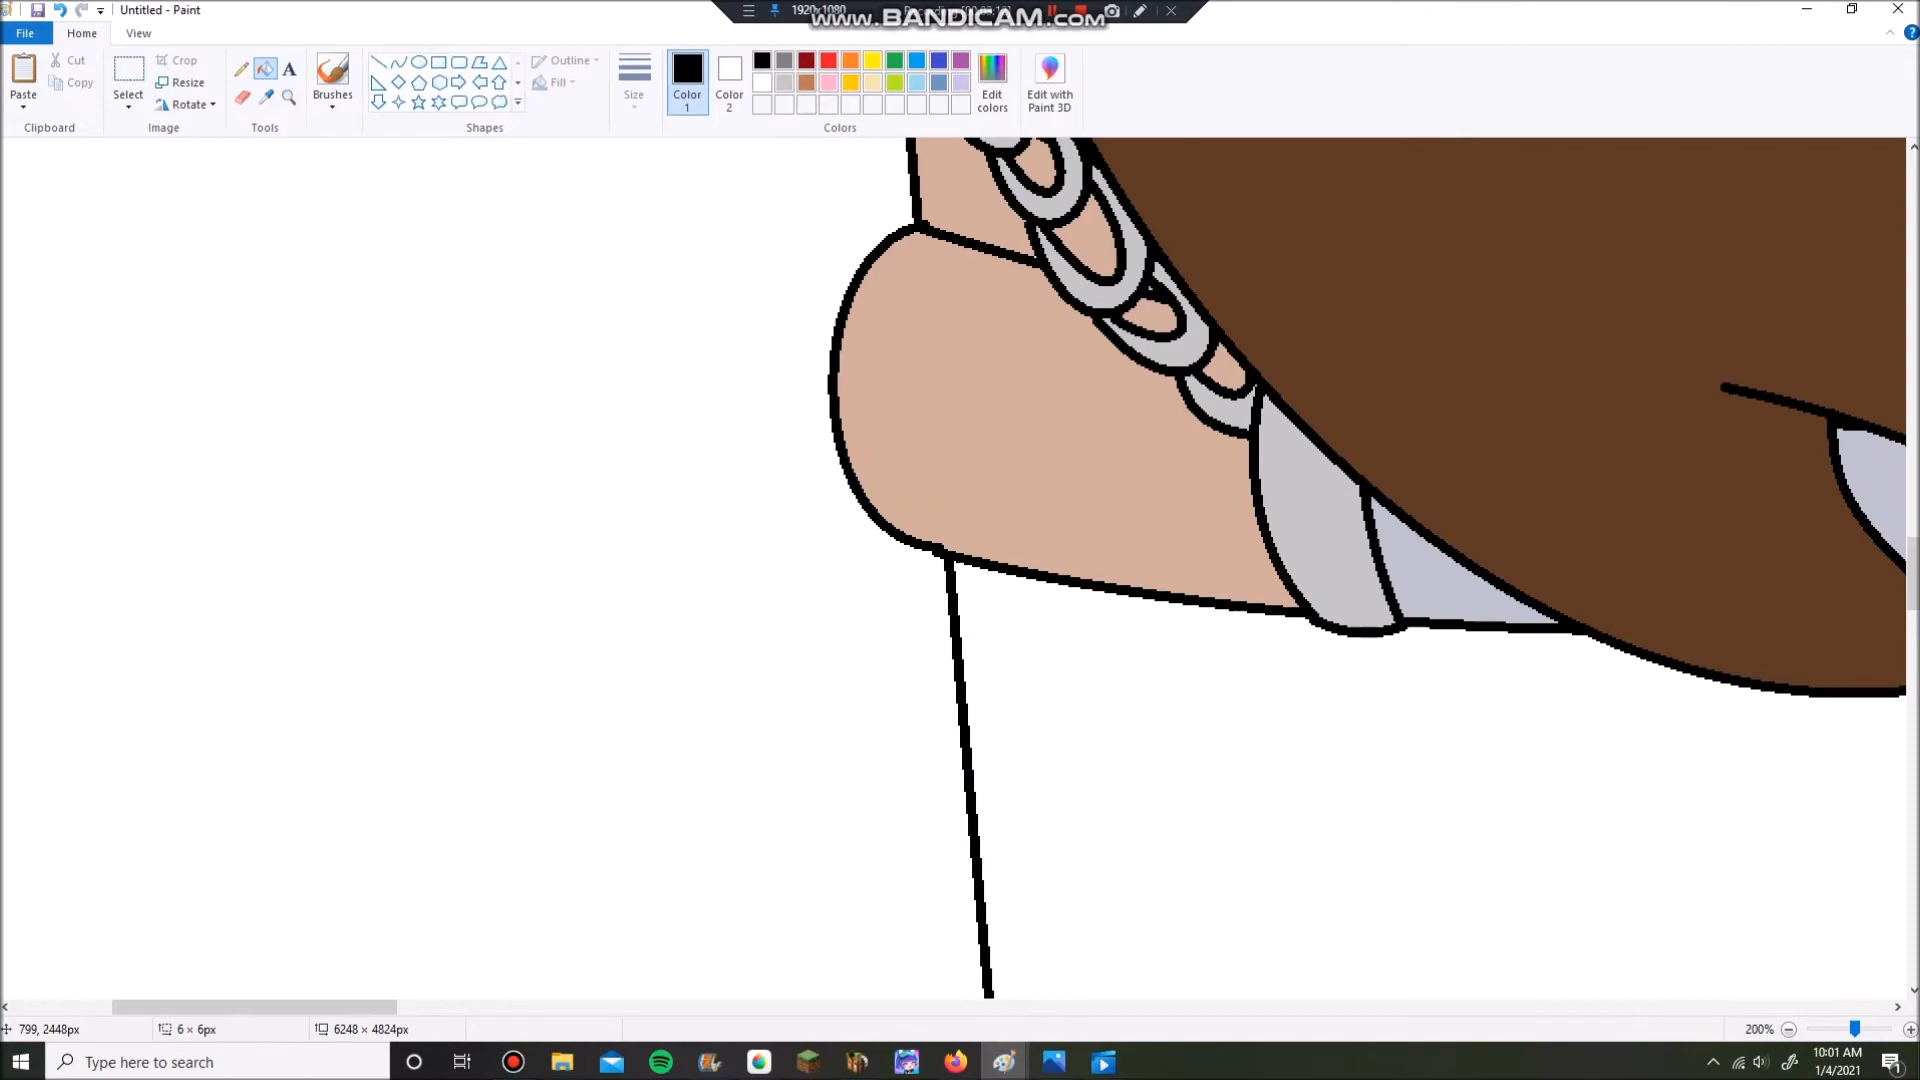 Untitled - Paint
1920x1080
www.BANDICAM.com
File
Home
View
Paste
Cut
Copy
Clipboard
Select
Crop
Resize
Rotate
Image
Tools
Brushes
Shapes
Outline
Fill
Size
Color 1
Color 2
Colors
Edit colors
Edit with Paint 3D
799, 2448px
6 × 6px
6248 × 4824px
200%
Type here to search
10:01 AM
1/4/2021